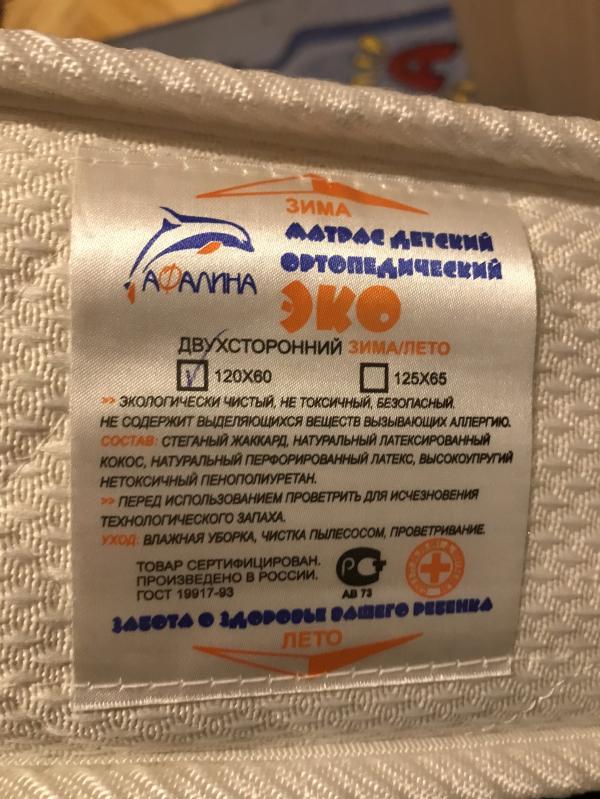 ЗИМА
АФАЛИНА
МАТРАС ДЕТСКИЙ
ОРТОПЕДИЧЕСКИЙ
ЭКО
ДВУХСТОРОННИЙ ЗИМА/ЛЕТО
120X60 125X65
>> ЭКОЛОГИЧЕСКИ ЧИСТЫЙ, НЕ ТОКСИЧНЫЙ, БЕЗОПАСНЫЙ.
НЕ СОДЕРЖИТ ВЫДЕЛЯЮЩИХСЯ ВЕЩЕСТВ ВЫЗЫВАЮЩИХ АЛЛЕРГИЮ.
СОСТАВ: СТЕГАНЫЙ ЖАККАРД, НАТУРАЛЬНЫЙ ЛАТЕКСИРОВАННЫЙ
КОКОС, НАТУРАЛЬНЫЙ ПЕРФОРИРОВАННЫЙ ЛАТЕКС, ВЫСОКОУПРУГИЙ
НЕТОКСИЧНЫЙ ПЕНОПОЛИУРЕТАН.
>> ПЕРЕД ИСПОЛЬЗОВАНИЕМ ПРОВЕТРИТЬ ДЛЯ ИСЧЕЗНОВЕНИЯ
ТЕХНОЛОГИЧЕСКОГО ЗАПАХА.
УХОД: ВЛАЖНАЯ УБОРКА, ЧИСТКА ПЫЛЕСОСОМ, ПРОВЕТРИВАНИЕ.
ТОВАР СЕРТИФИЦИРОВАН.
ПРОИЗВЕДЕНО В РОССИИ.
ГОСТ 19917-93
АВ 73
ЗАБОТА О ЗДОРОВЬЕ ВАШЕГО РЕБЕНКА
ЛЕТО